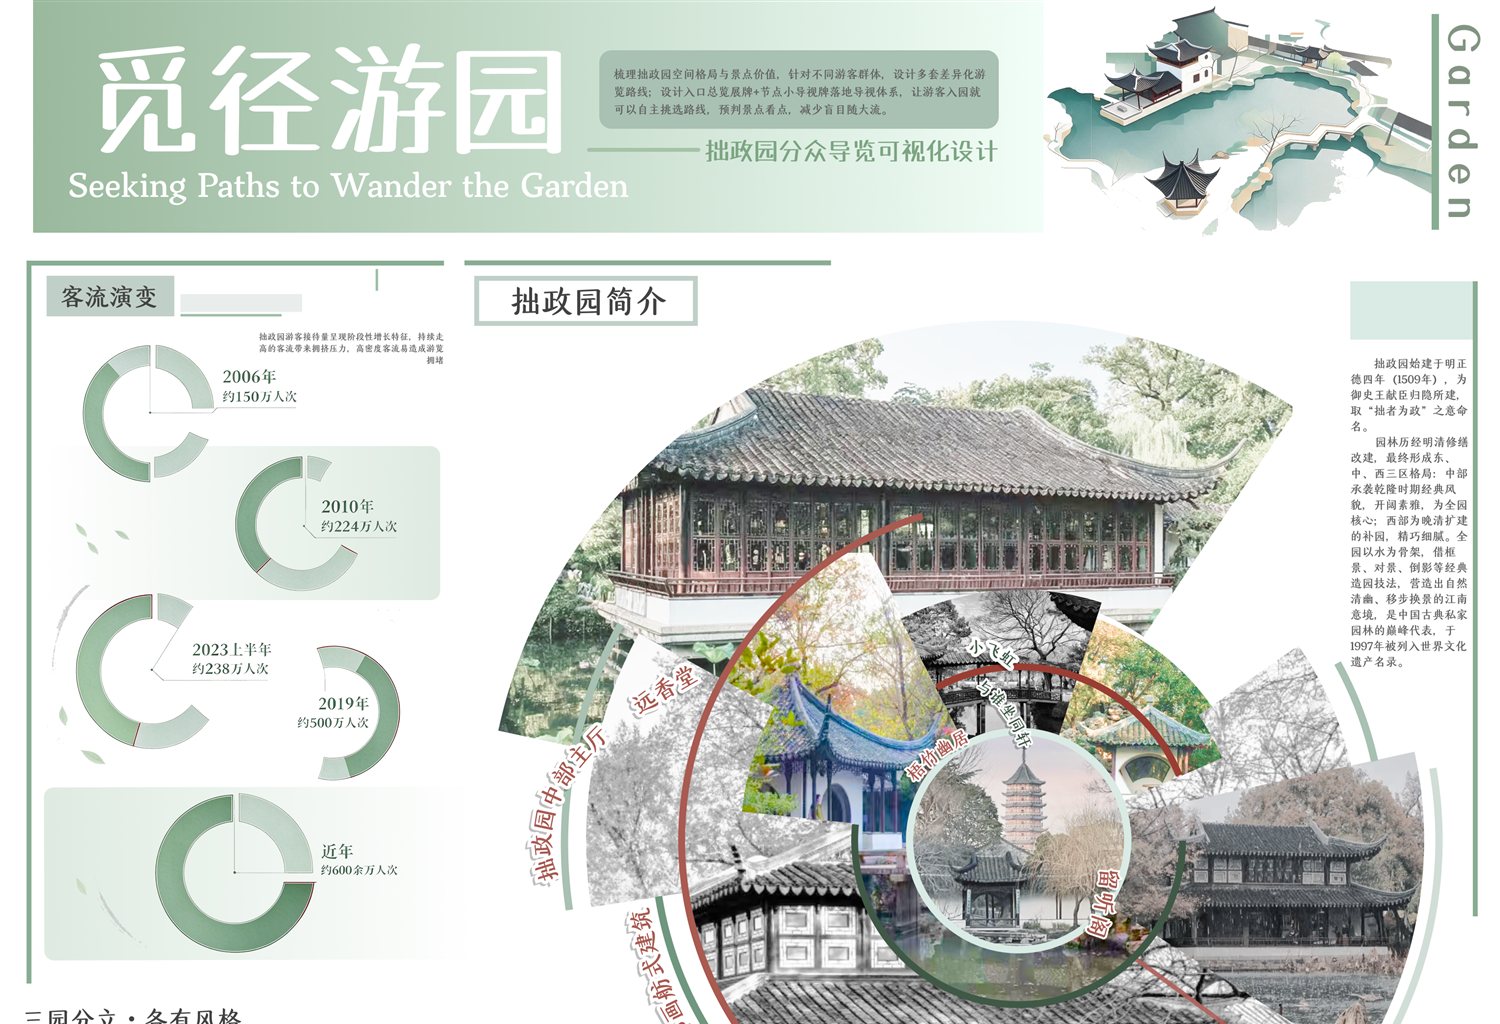 觅径游园
Seeking Paths to Wander the Garden
梳理拙政园空间格局与景点价值，针对不同游客群体，设计多套差异化游
览路线；设计入口总览展牌+节点小导视牌落地导视体系，让游客入园就
可以自主挑选路线，预判景点看点，减少盲目随大流。
拙政园分众导览可视化设计
Garden
客流演变
拙政园游客接待量呈现阶段性增长特征，持续走
高的客流带来拥挤压力，高密度客流易造成游览
拥堵
2006年
约150万人次
2010年
约224万人次
2023上半年
约238万人次
2019年
约500万人次
近年
约600余万人次
三园分立·各有风格
拙政园简介
远香堂
拙政园中部主厅
小飞虹
与谁坐同轩
梧竹幽居
留听阁
画舫式建筑
拙政园始建于明正
德四年（1509年），为
御史王献臣归隐所建，
取“拙者为政”之意命
名。
园林历经明清修缮
改建，最终形成东、
中、西三区格局：中部
承袭乾隆时期经典风
貌，开阔素雅，为全园
核心；西部为晚清扩建
的补园，精巧细腻。全
园以水为骨架，借框
景、对景、倒影等经典
造园技法，营造出自然
清幽、移步换景的江南
意境，是中国古典私家
园林的巅峰代表，于
1997年被列入世界文化
遗产名录。